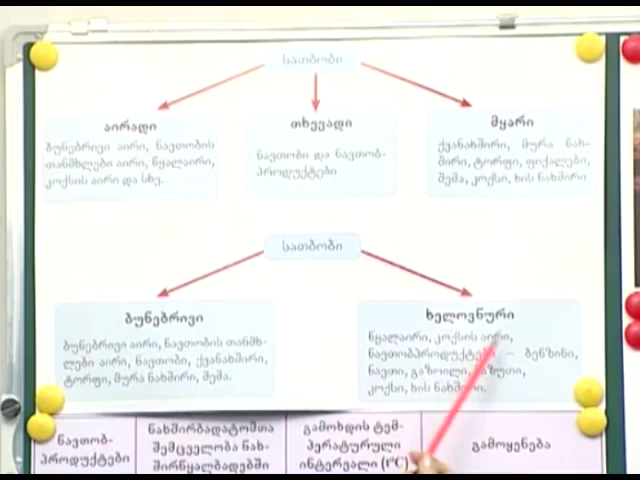 სათბობი
აირადი
ბუნებრივი აირი, ნავთობის
თანმხლები აირი, წყალაირი,
კოქსის აირი და სხვ.
თხევადი
ნავთობი და ნავთობ-
პროდუქტები
მყარი
ქვანახშირი, მურა ნახ-
შირი, ტორფი, ფიქალები,
შეშა, კოქსი, ხის ნახშირი
სათბობი
ბუნებრივი
ბუნებრივი აირი, ნავთობის თანმხ-
ლები აირი, ნავთობი, ქვანახშირი,
ტორფი, მურა ნახშირი, შეშა.
ხელოვნური
წყალაირი, კოქსის აირი,
ნავთობპროდუქტები – ბენზინი,
ნავთი, გაზოილი, მაზუთი,
კოქსი, ხის ნახშირი.
ნავთობ-
პროდუქტები
ნახშირბადატომთა
შემცველობა ნახ-
შირწყალბადებში
გამოხდის ტემ-
პერატურული
ინტერვალი (t°C)
გამოყენება